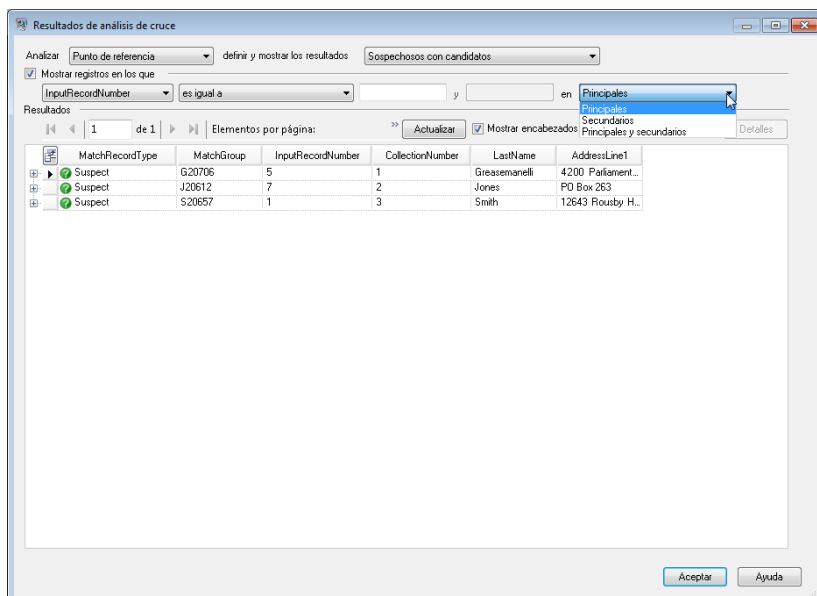 Resultados de análisis de cruce
Analizar Punto de referencia definir y mostrar los resultados Sospechosos con candidatos
Mostrar registros en los que
InputRecordNumber es igual a y en Principales
Principales
Secundarios
Principales y secundarios
Resultados
1 de 1 Elementos por página: » Actualizar Mostrar encabezados Detalles
MatchRecordType MatchGroup InputRecordNumber CollectionNumber LastName AddressLine1
Suspect G20706 5 1 Greasemanelli 4200 Parliament...
Suspect J20612 7 2 Jones PO Box 263
Suspect S20657 1 3 Smith 12643 Rousby H...
Aceptar Ayuda